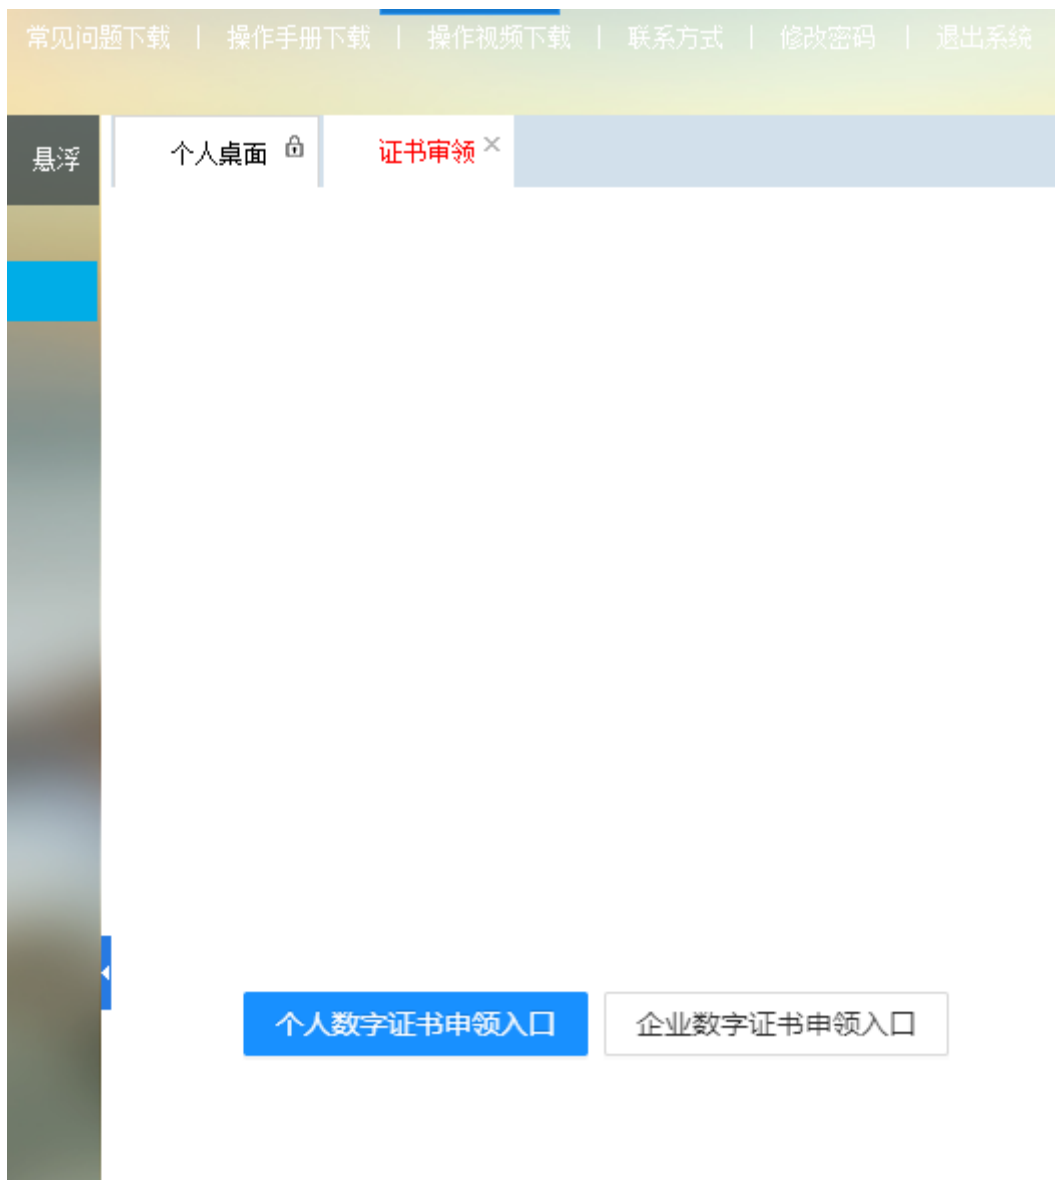 常见问题下载 | 操作手册下载 | 操作视频下载 | 联系方式 | 修改密码 | 退出系统
悬浮 个人桌面 证书审领
个人数字证书申领入口 企业数字证书申领入口